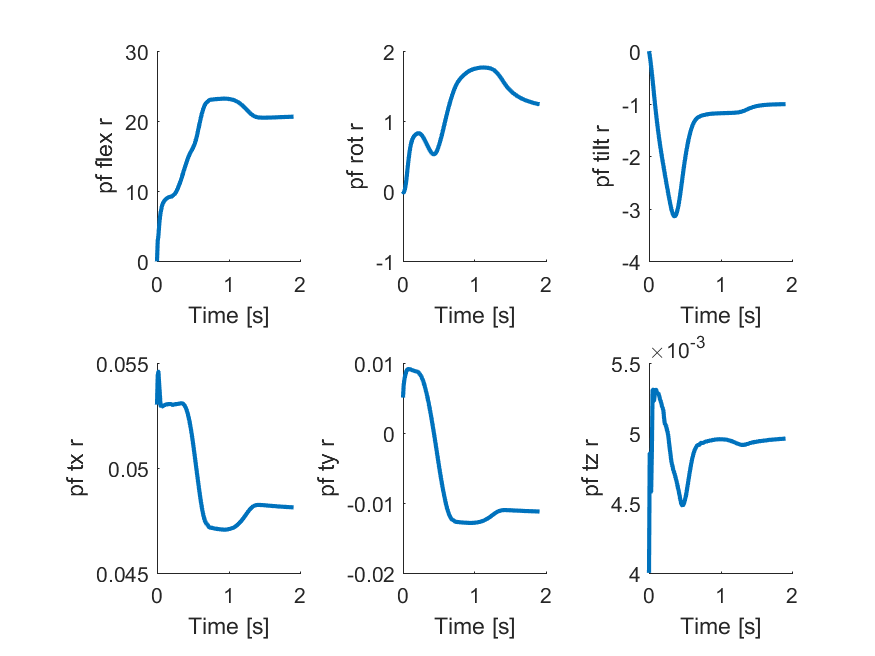 30
20
10
0
pf flex r
0 1 2
Time [s]
2
1
0
-1
pf rot r
0 1 2
Time [s]
0
-1
-2
-3
-4
pf tilt r
0 1 2
Time [s]
0.055
0.05
0.045
pf tx r
0 1 2
Time [s]
0.01
0
-0.01
-0.02
pf ty r
0 1 2
Time [s]
×10⁻³
5.5
5
4.5
4
pf tz r
0 1 2
Time [s]